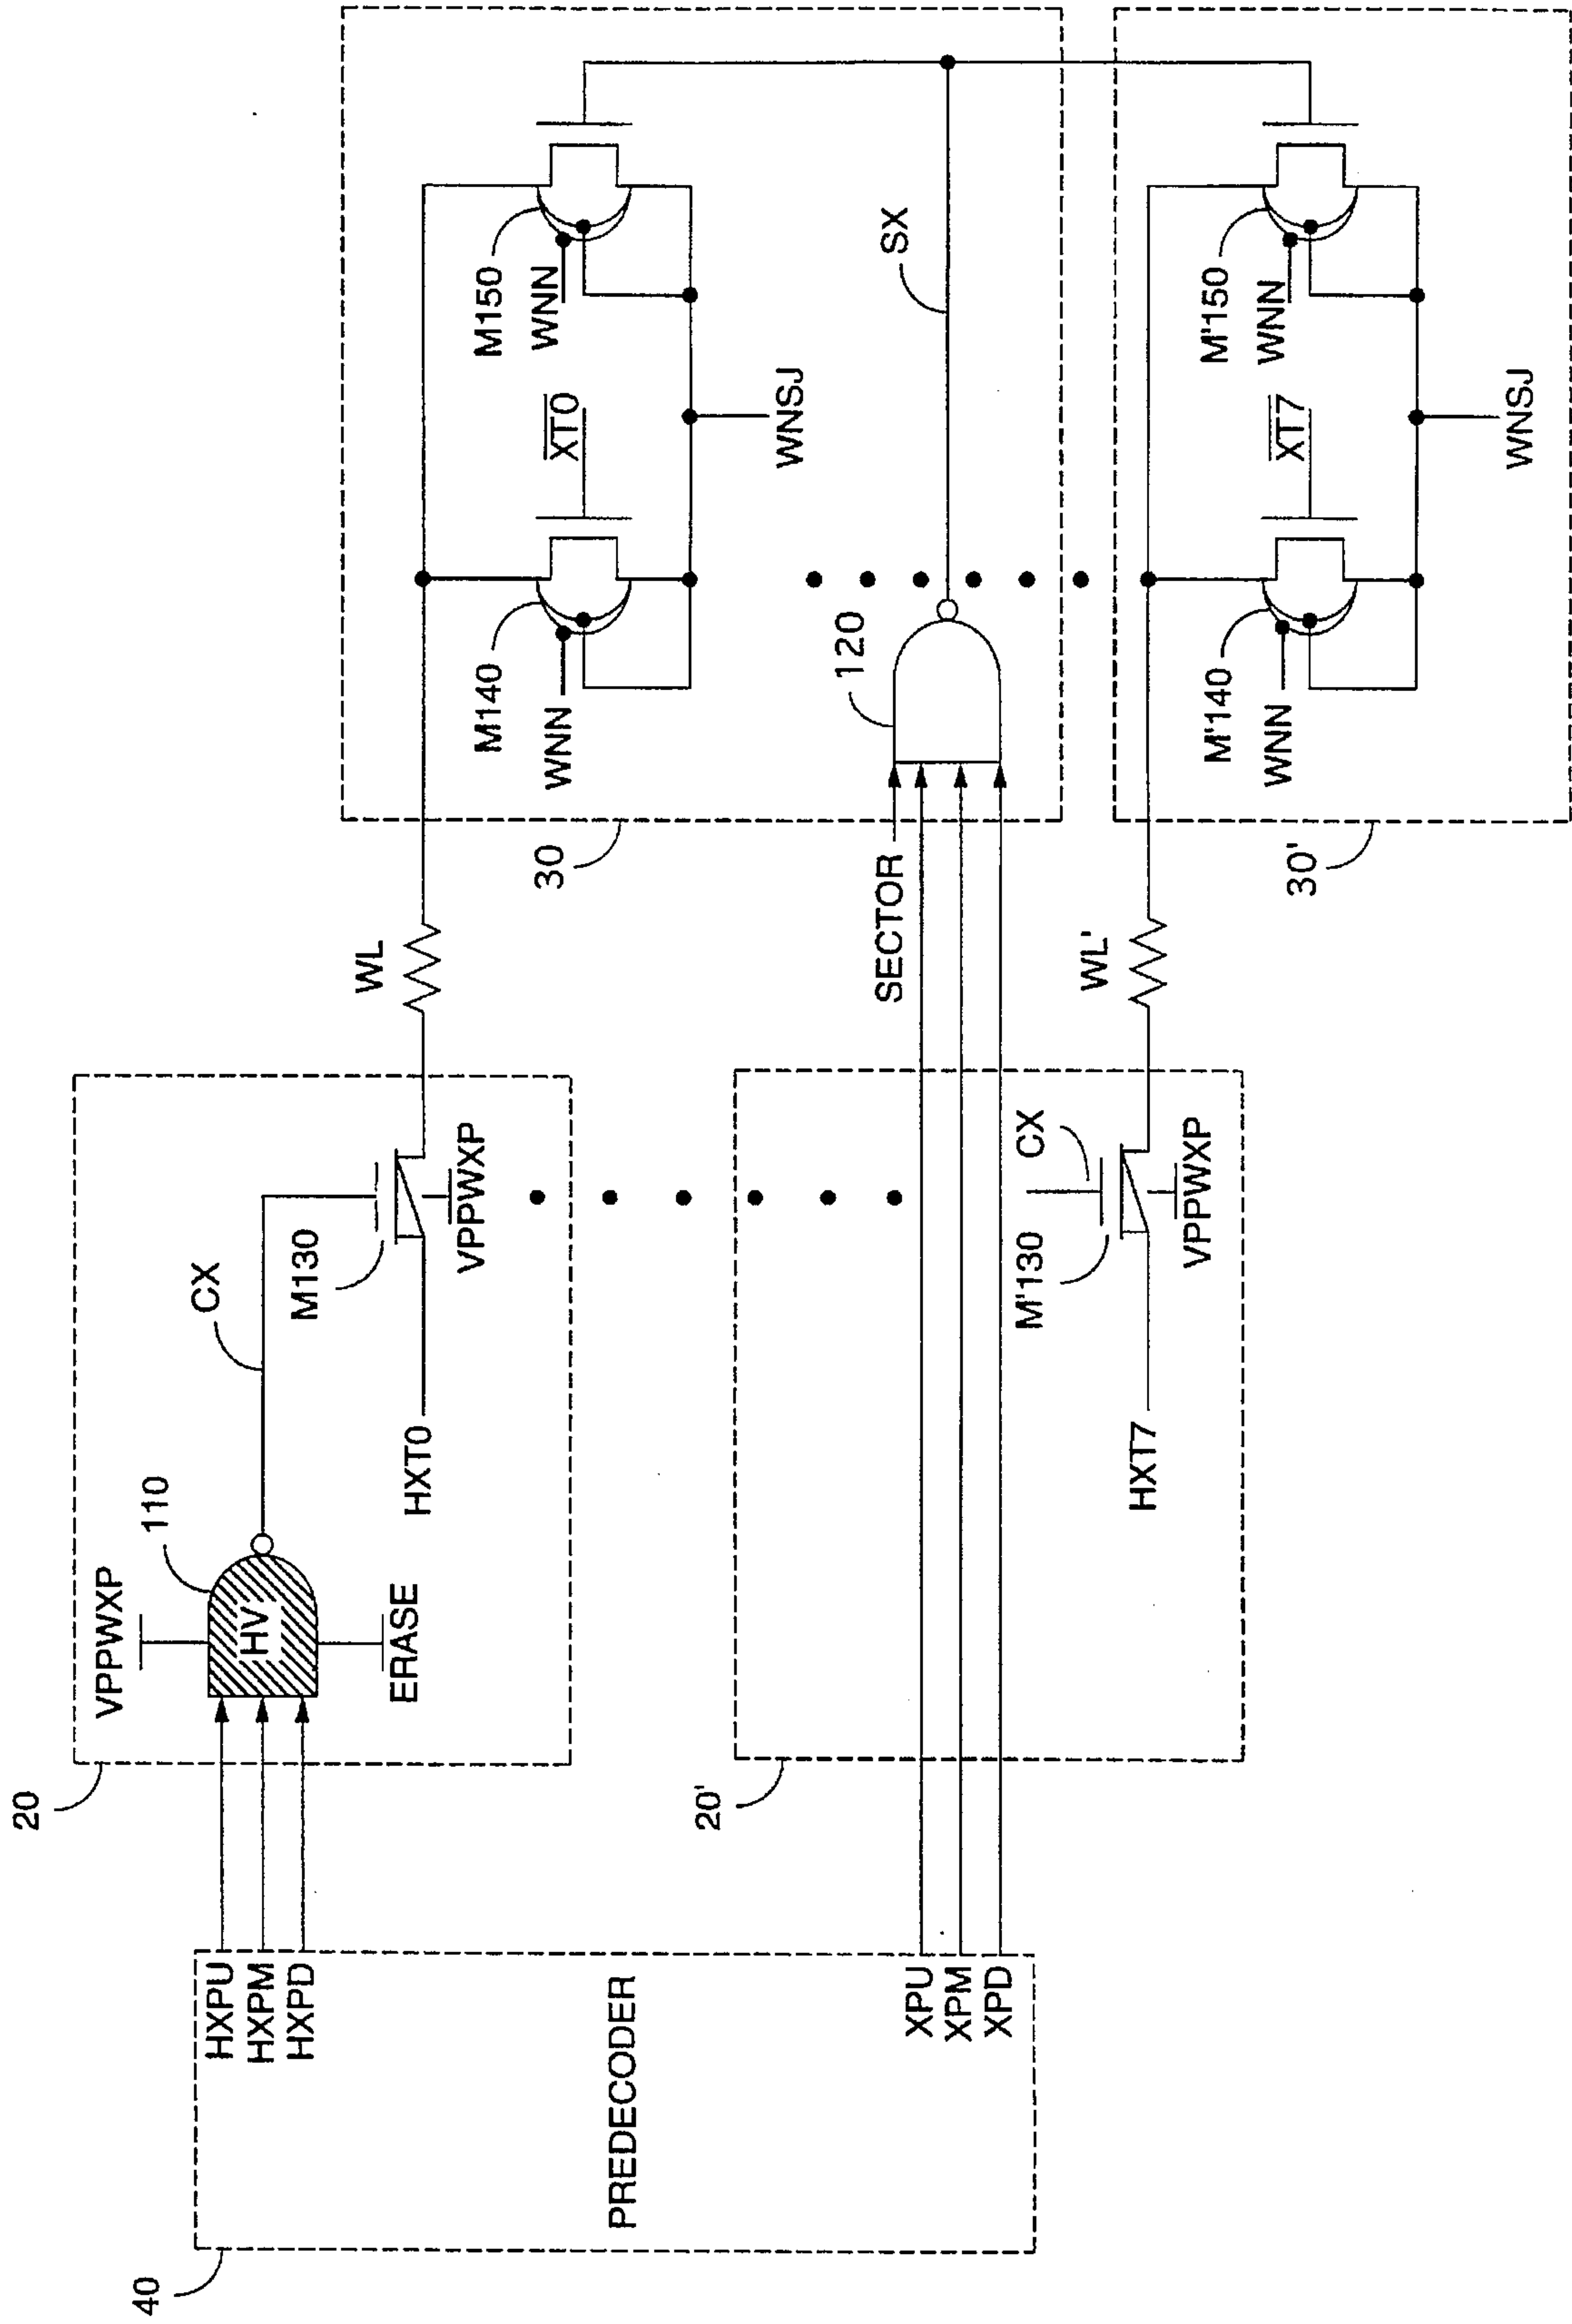 20
VPPWXP
110
HV
ERASE
CX
M130
HXT0
VPPWXP
WL
30
M140
WNN
XT0
M150
WNN
WNSJ
40
HXPU
HXPM
HXPD
PREDECODER
XPU
XPM
XPD
20'
HXT7
M'130
CX
VPPWXP
SECTOR
120
SX
WL'
30'
M'140
WNN
XT7
M'150
WNN
WNSJ